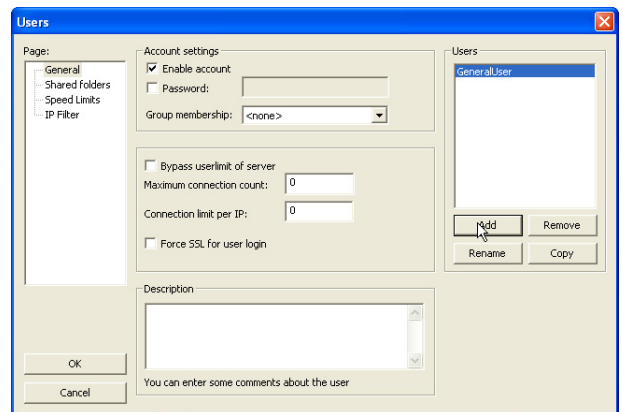 Users
Page:
General
Shared folders
Speed Limits
IP Filter
OK
Cancel
Account settings
Enable account
Password:
Group membership: <none>
Bypass userlimit of server
Maximum connection count: 0
Connection limit per IP: 0
Force SSL for user login
Description
You can enter some comments about the user
Users
GeneralUser
Add Remove
Rename Copy